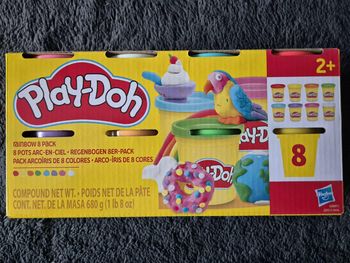 Play-Doh
2+
RAINBOW 8 PACK
8 POTS ARC-EN-CIEL • REGENBOGEN 8ER-PACK
PACK ARCOÍRIS DE 8 COLORES • ARCO-ÍRIS DE 8 CORES
8
COMPOUND NET WT. • POIDS NET DE LA PÂTE
CONT. NET. DE LA MASA 680 g (1 lb 8 oz)
Hasbro